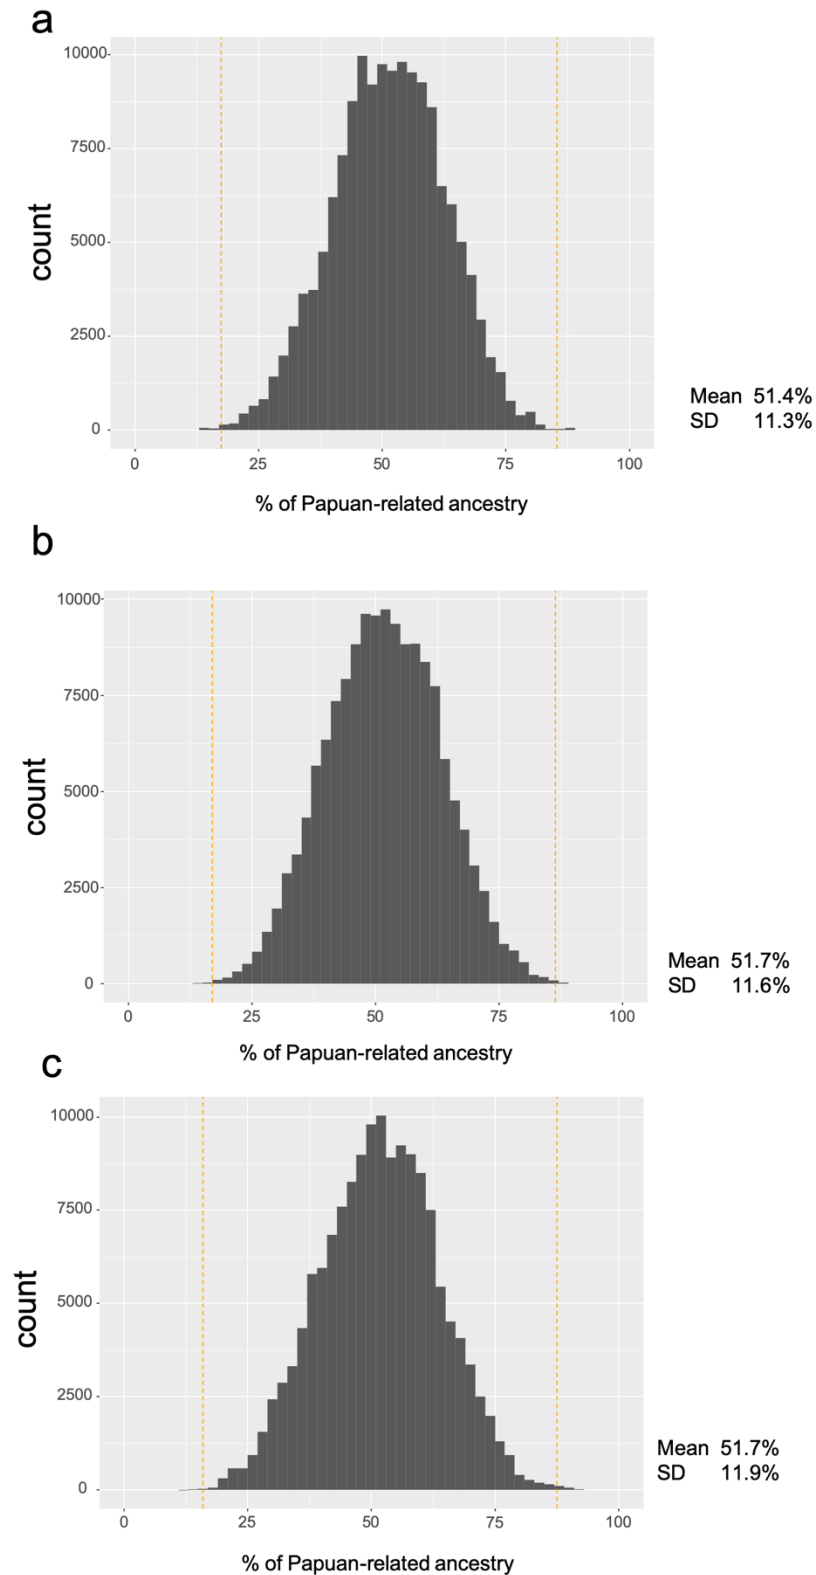 a
10000
7500
5000
2500
0
count
0 25 50 75 100
% of Papuan-related ancestry
Mean 51.4%
SD 11.3%
b
10000
7500
5000
2500
0
count
0 25 50 75 100
% of Papuan-related ancestry
Mean 51.7%
SD 11.6%
c
10000
7500
5000
2500
0
count
0 25 50 75 100
% of Papuan-related ancestry
Mean 51.7%
SD 11.9%